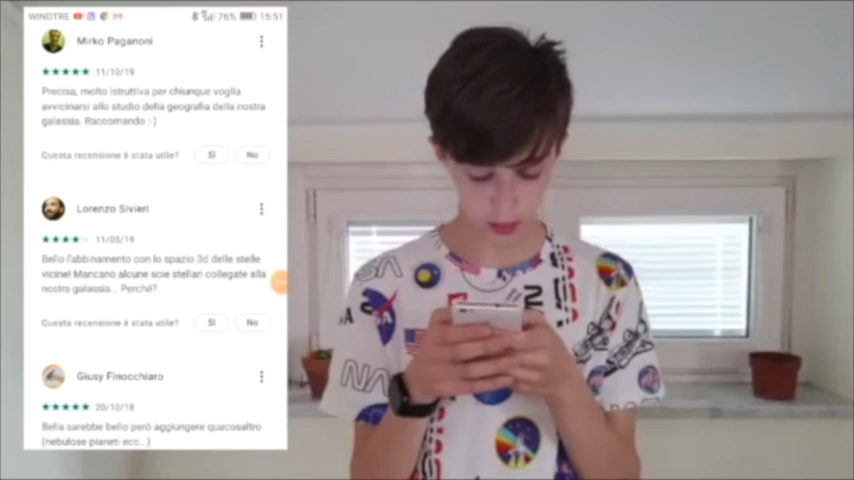 WINDTRE 76% 15:51
Mirko Paganoni
11/10/19
Precisa, molto istruttiva per chiunque voglia
avvicinarsi allo studio della geografia della nostra
galassia. Raccomando :-)
Questa recensione è stata utile? Sì No
Lorenzo Sivieri
11/05/19
Bello l'abbinamento con lo spazio 3d delle stelle
vicine! Mancano alcune scie stellari collegate alla
nostra galassia... Perché?
Questa recensione è stata utile? Sì No
Giusy Finocchiaro
20/10/18
Bella sarebbe bello però aggiungere quacosaltro
(nebulose pianeti ecc...)
NASA